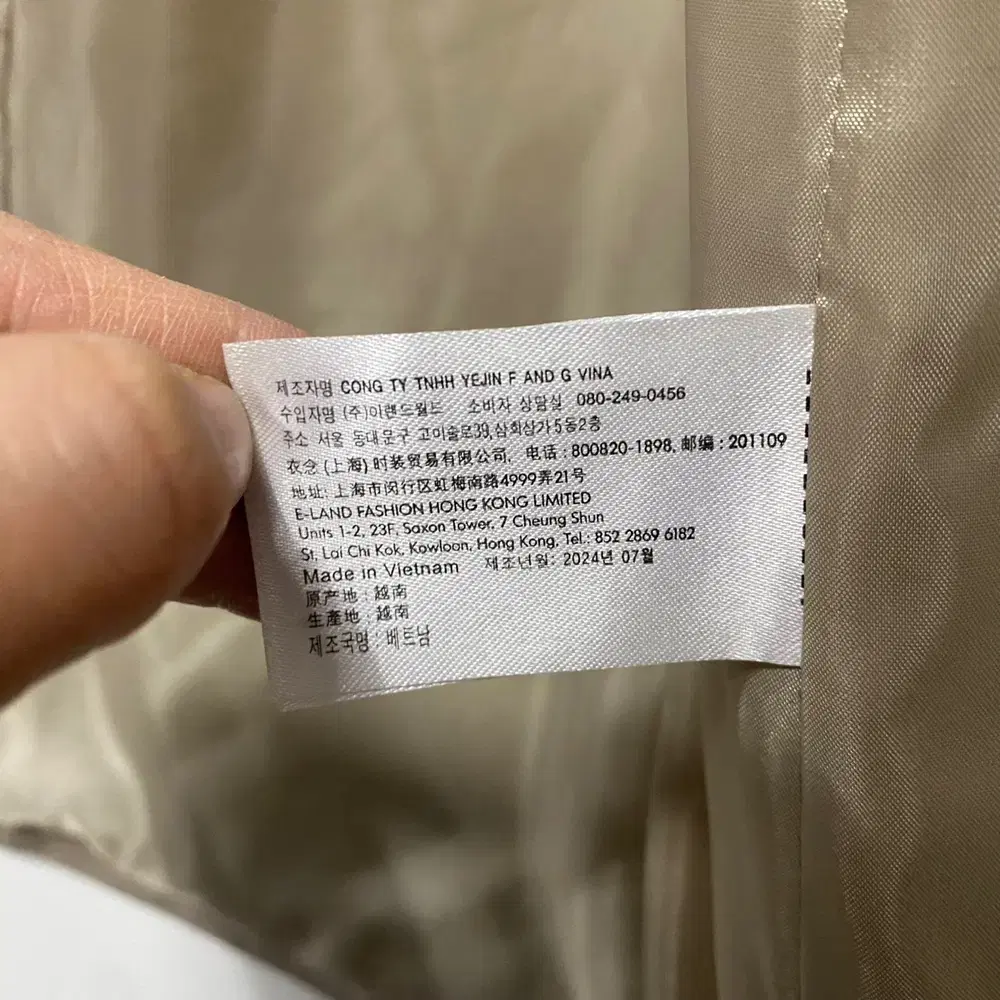 제조자명 CONG TY TNHH YEJIN F AND G VINA
수입자명 (주)이랜드월드 소비자 상담실 080-249-0456
주소 서울 동대문구 고미술로39,삼희상가5동2층
衣念 (上海) 时装贸易有限公司, 电话 : 800820-1898, 邮编 : 201109
地址: 上海市闵行区虹梅南路4999弄21号
E-LAND FASHION HONG KONG LIMITED
Units 1-2, 23F, Saxon Tower, 7 Cheung Shun
St, Lai Chi Kok, Kowloon, Hong Kong, Tel.: 852 2869 6182
Made in Vietnam 제조년월: 2024년 07월
原产地 : 越南
生產地 : 越南
제조국명 : 베트남